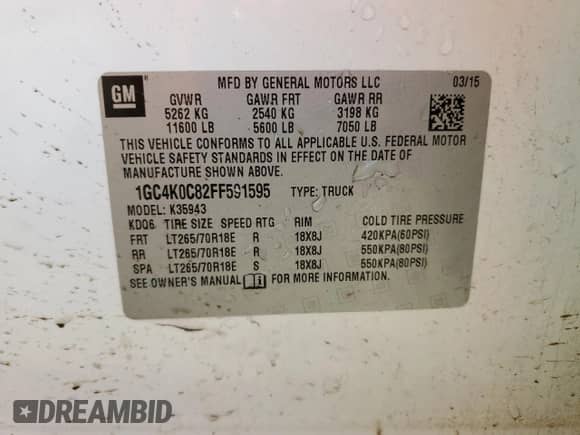 GM
MFD BY GENERAL MOTORS LLC 03/15
GVWR GAWR FRT GAWR RR
5262 KG 2540 KG 3198 KG
11600 LB 5600 LB 7050 LB
THIS VEHICLE CONFORMS TO ALL APPLICABLE U.S. FEDERAL MOTOR
VEHICLE SAFETY STANDARDS IN EFFECT ON THE DATE OF
MANUFACTURE SHOWN ABOVE.
1GC4K0C82FF591595 TYPE: TRUCK
MODEL: K35943
KDQ6 TIRE SIZE SPEED RTG RIM COLD TIRE PRESSURE
FRT LT265/70R18E R 18X8J 420KPA(60PSI)
RR LT265/70R18E R 18X8J 550KPA(80PSI)
SPA LT265/70R18E S 18X8J 550KPA(80PSI)
SEE OWNER'S MANUAL FOR MORE INFORMATION.
DREAMBID